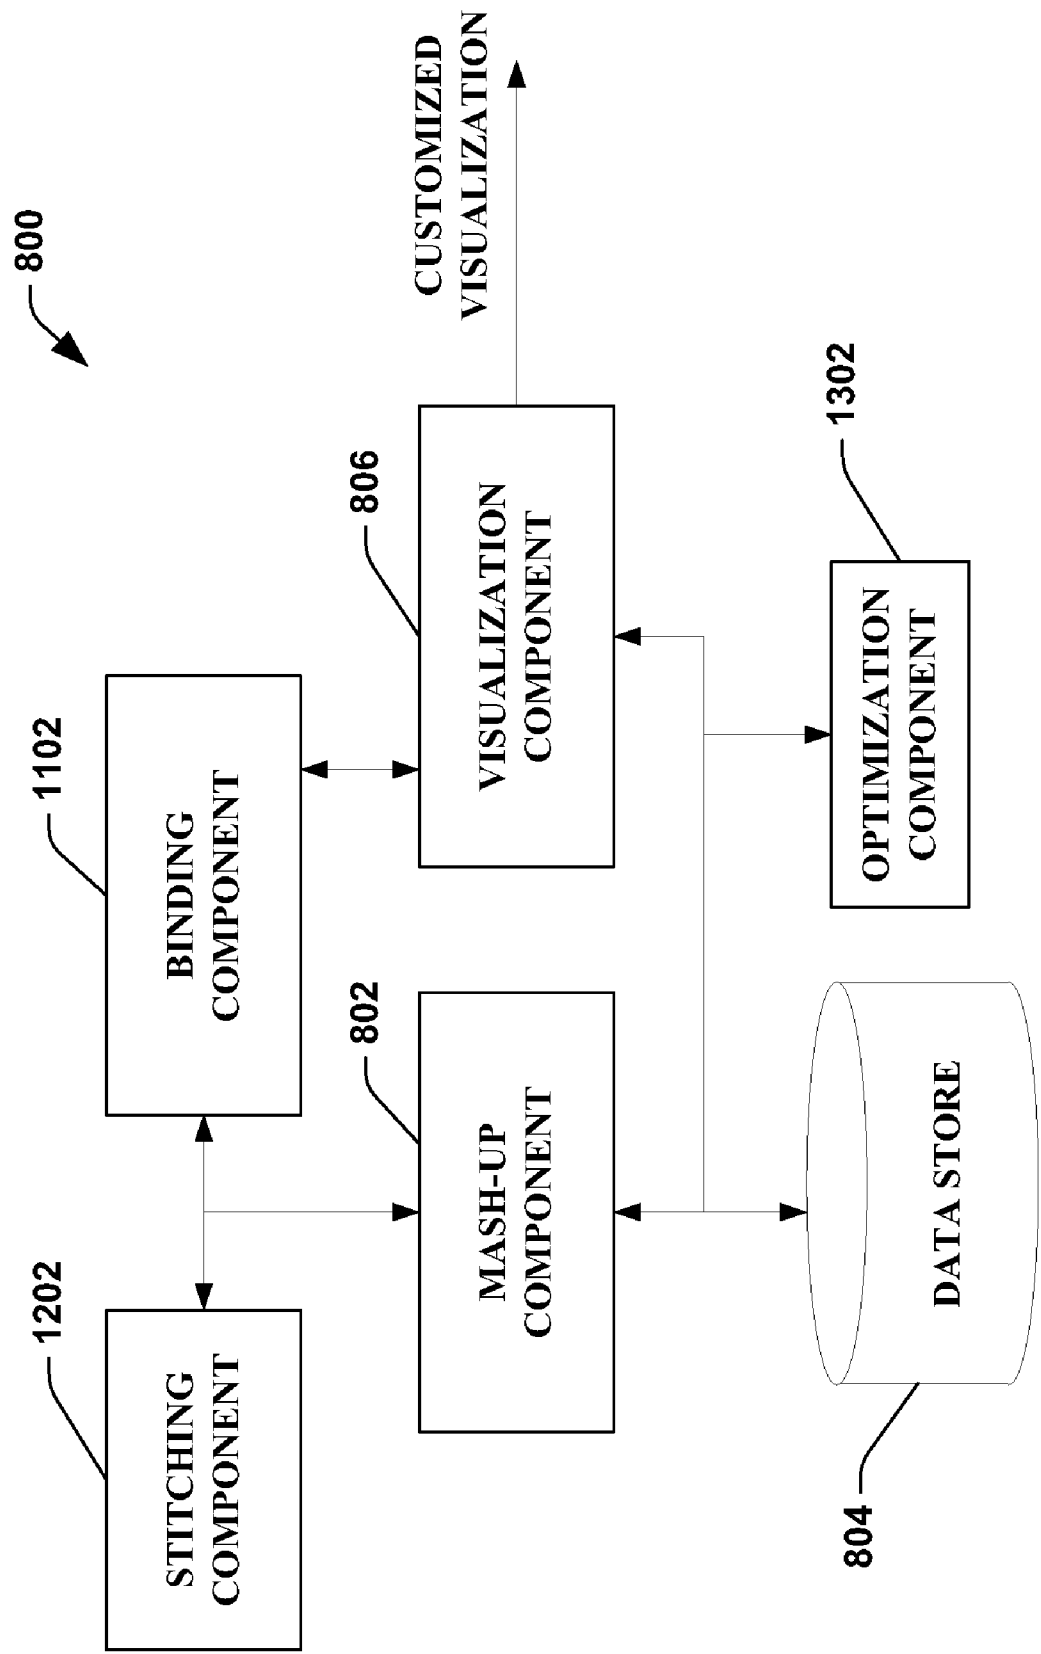 800
1202
STITCHING
COMPONENT
1102
BINDING
COMPONENT
802
MASH-UP
COMPONENT
806
VISUALIZATION
COMPONENT
CUSTOMIZED
VISUALIZATION
804
DATA STORE
1302
OPTIMIZATION
COMPONENT